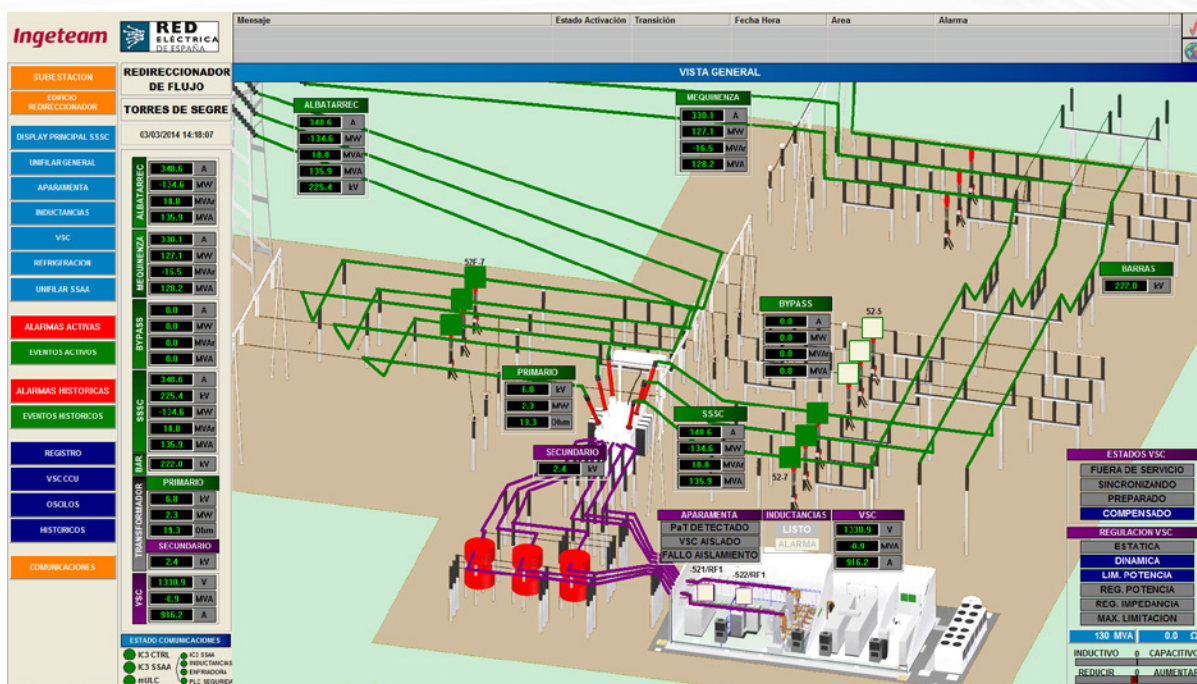 Ingeteam
RED
ELÉCTRICA
DE ESPAÑA
Mensaje
Estado Activación
Transición
Fecha Hora
Area
Alarma
SUBESTACION
EDIFICIO
REDIRECCIONADOR
DISPLAY PRINCIPAL SSSC
UNIFILAR GENERAL
APARAMENTA
INDUCTANCIAS
VSC
REFRIGERACION
UNIFILAR SSAA
ALARMAS ACTIVAS
EVENTOS ACTIVOS
ALARMAS HISTORICAS
EVENTOS HISTORICOS
REGISTRO
VSC CCU
OSCILOS
HISTORICOS
COMUNICACIONES
REDIRECCIONADOR
DE FLUJO
TORRES DE SEGRE
03/03/2014 14:18:07
ALBATARREC
340.6 A
-134.6 MW
18.8 MVAr
135.9 MVA
MEQUINENZA
330.1 A
127.1 MW
-16.5 MVAr
128.2 MVA
BYPASS
0.0 A
0.0 MW
0.0 MVAr
0.0 MVA
SSSC
340.6 A
225.4 kV
-134.6 MW
18.8 MVAr
135.9 MVA
BAR.
222.0 kV
TRANSFORMADOR
PRIMARIO
6.8 kV
2.3 MW
19.3 Ohm
SECUNDARIO
2.4 kV
VSC
1330.9 V
-0.9 MVA
916.2 A
ESTADO COMUNICACIONES
IC3 CTRL
IC3 SSAA
mULC
IC3 SSAA
INDUCTANCIAS
ENFRIADORA
PLC SEGURIDA
VISTA GENERAL
ALBATARREC
340.6 A
-134.6 MW
18.8 MVAr
135.9 MVA
225.4 kV
MEQUINENZA
330.1 A
127.1 MW
-16.5 MVAr
128.2 MVA
BARRAS
222.0 kV
52F-7
BYPASS
0.0 A
0.0 MW
0.0 MVAr
0.0 MVA
52-5
PRIMARIO
6.8 kV
2.3 MW
19.3 Ohm
SSSC
340.6 A
-134.6 MW
18.8 MVAr
135.9 MVA
SECUNDARIO
2.4 kV
52-7
APARAMENTA
PaT DETECTADO
VSC AISLADO
FALLO AISLAMIENTO
INDUCTANCIAS
LISTO
ALARMA
VSC
1330.9 V
-0.9 MVA
916.2 A
-521/RF1
-522/RF1
ESTADOS VSC
FUERA DE SERVICIO
SINCRONIZANDO
PREPARADO
COMPENSADO
REGULACION VSC
ESTATICA
DINAMICA
LIM. POTENCIA
REG. POTENCIA
REG. IMPEDANCIA
MAX. LIMITACION
130 MVA
0.0 Ω
INDUCTIVO 0 CAPACITIVO
REDUCIR 0 AUMENTAR